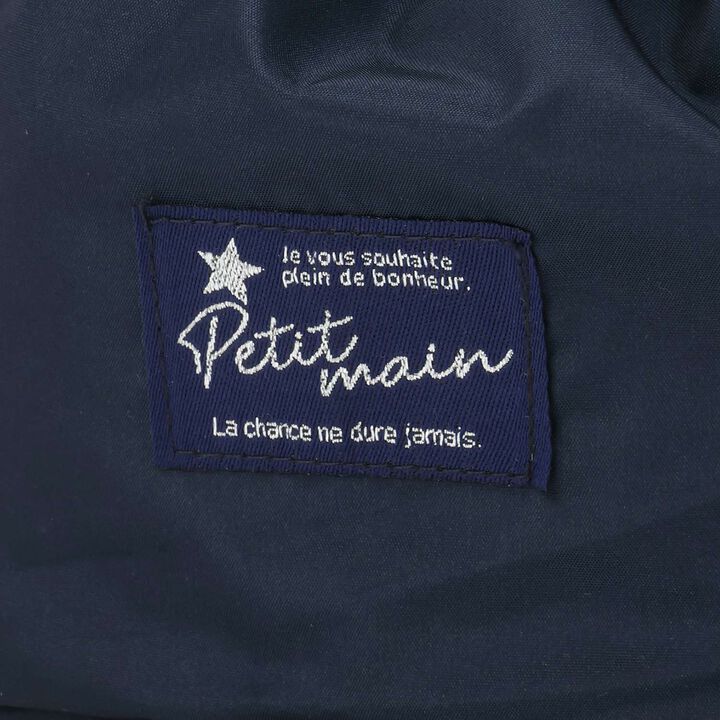 Je vous souhaite
plein de bonheur.
Petit main
La chance ne dure jamais.